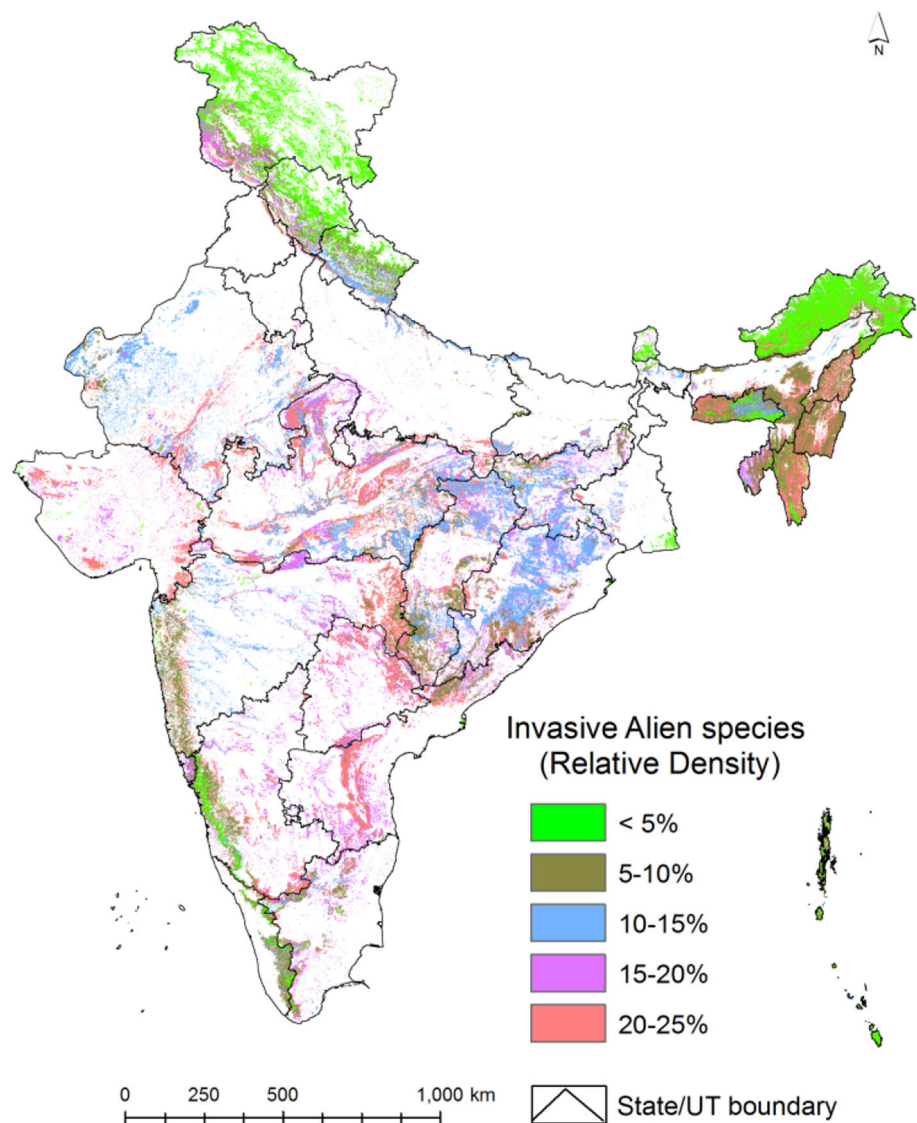 N
Invasive Alien species
(Relative Density)
< 5%
5-10%
10-15%
15-20%
20-25%
0 250 500 1,000 km
State/UT boundary